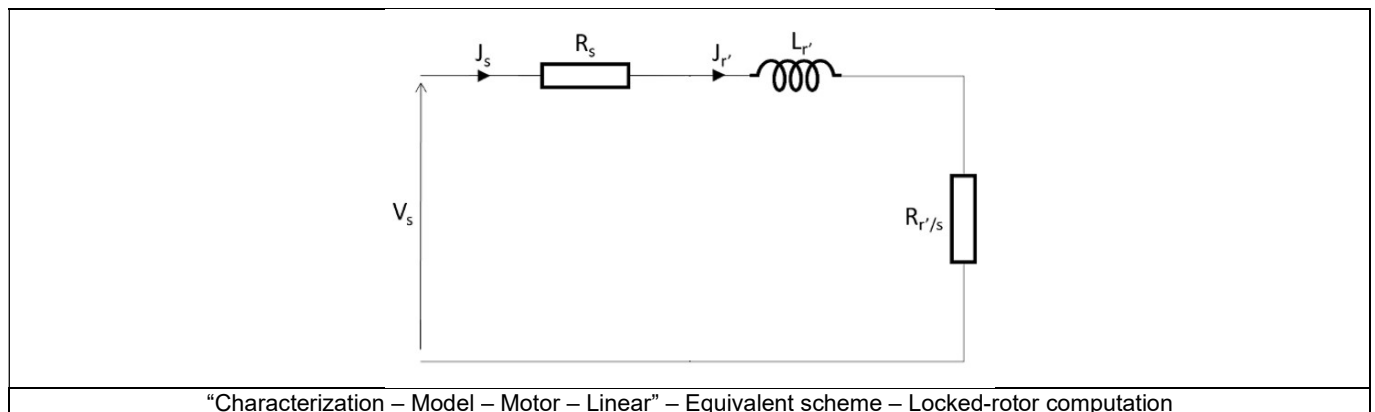 J_s
R_s
J_r'
L_r'
V_s
R_r'/s
“Characterization – Model – Motor – Linear” – Equivalent scheme – Locked-rotor computation